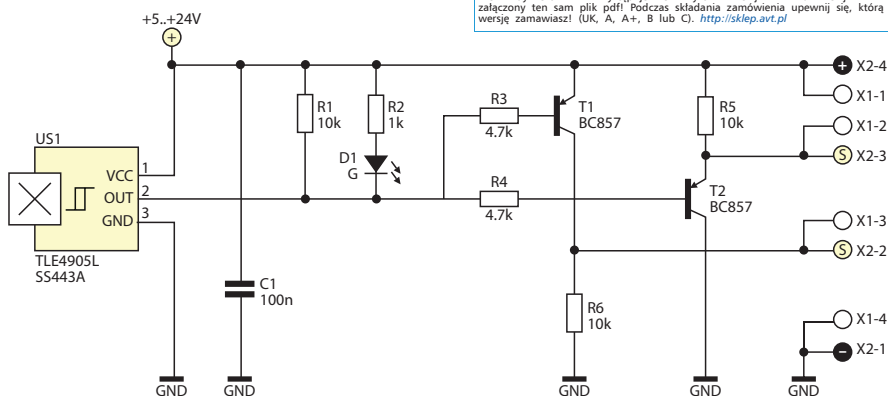 załączony ten sam plik pdf! Podczas składania zamówienia upewnij się, którą
wersję zamawiasz! (UK, A, A+, B lub C). http://sklep.avt.pl
+5..+24V
+
+ X2-4
X1-1
R1
10k
R2
1k
R3
4.7k
T1
BC857
R5
10k
X1-2
S X2-3
US1
VCC 1
OUT 2
GND 3
D1
G
R4
4.7k
T2
BC857
X1-3
S X2-2
TLE4905L
SS443A
C1
100n
R6
10k
X1-4
– X2-1
GND
GND
GND
GND
GND